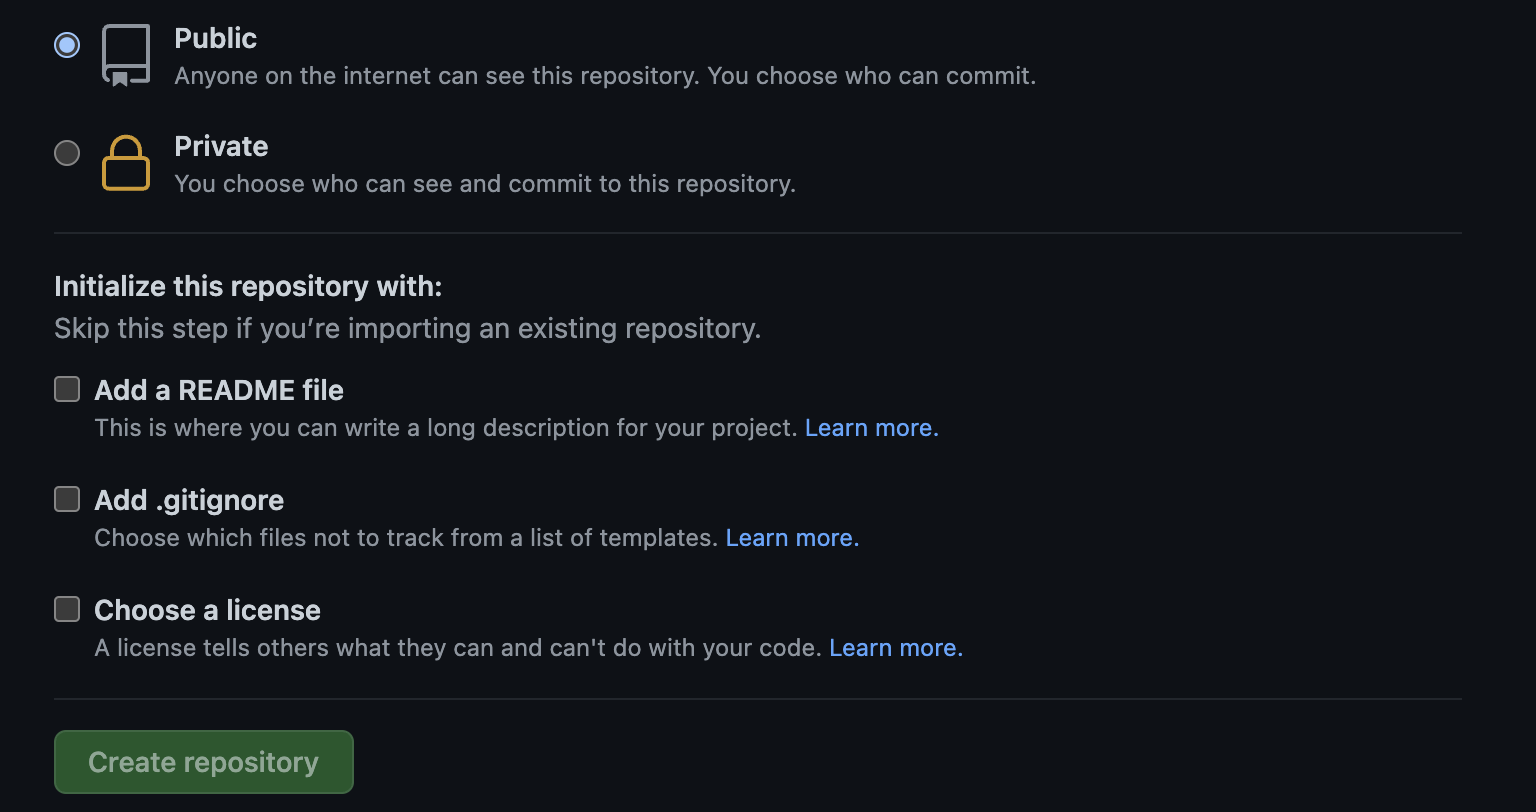 Public
Anyone on the internet can see this repository. You choose who can commit.
Private
You choose who can see and commit to this repository.
Initialize this repository with:
Skip this step if you’re importing an existing repository.
Add a README file
This is where you can write a long description for your project. Learn more.
Add .gitignore
Choose which files not to track from a list of templates. Learn more.
Choose a license
A license tells others what they can and can't do with your code. Learn more.
Create repository